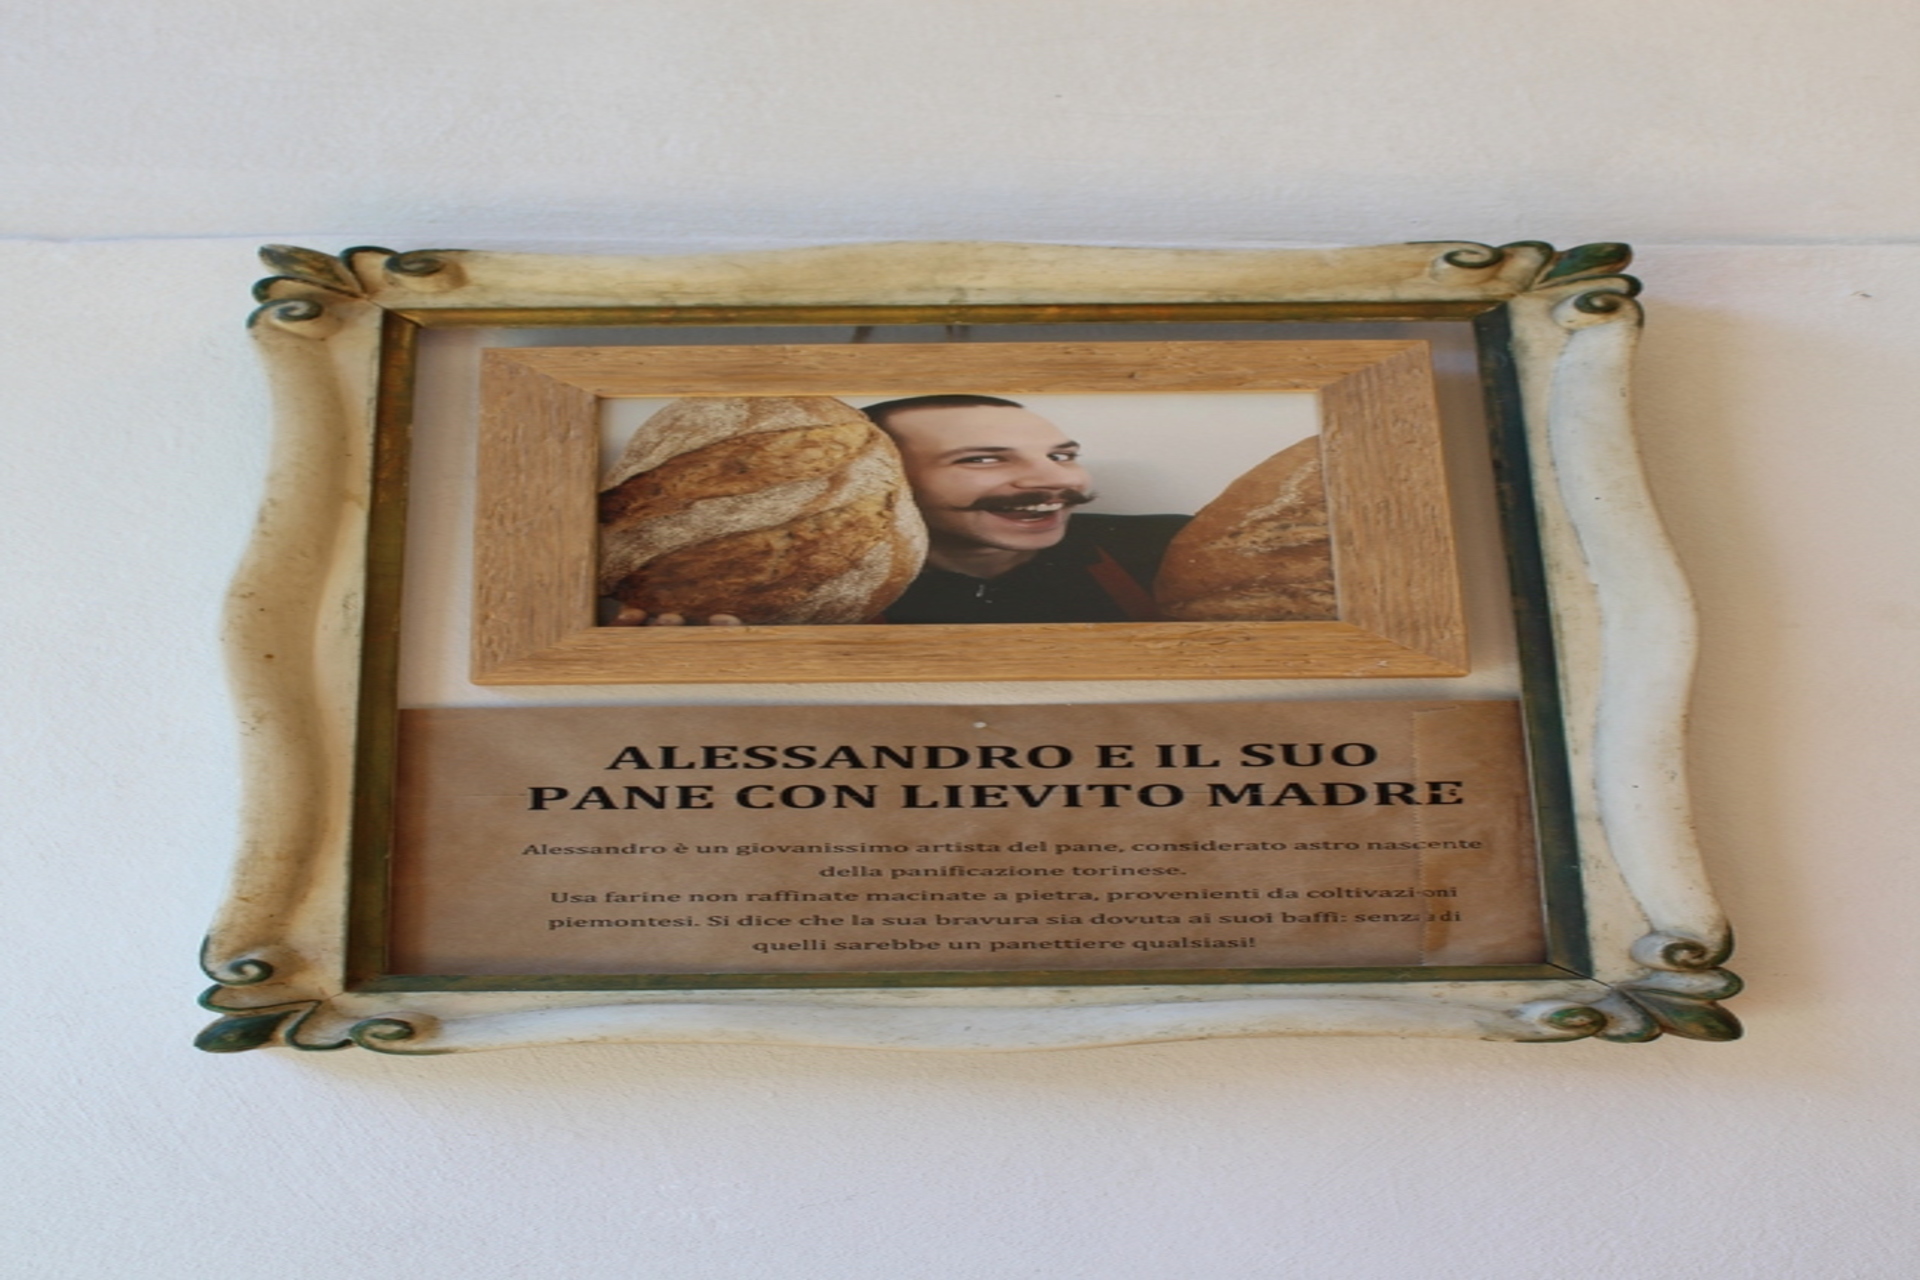 ALESSANDRO E IL SUO
PANE CON LIEVITO MADRE
Alessandro è un giovanissimo artista del pane, considerato astro nascente
della panificazione torinese.
Usa farine non raffinate macinate a pietra, provenienti da coltivazioni
piemontesi. Si dice che la sua bravura sia dovuta ai suoi baffi: senza di
quelli sarebbe un panettiere qualsiasi!